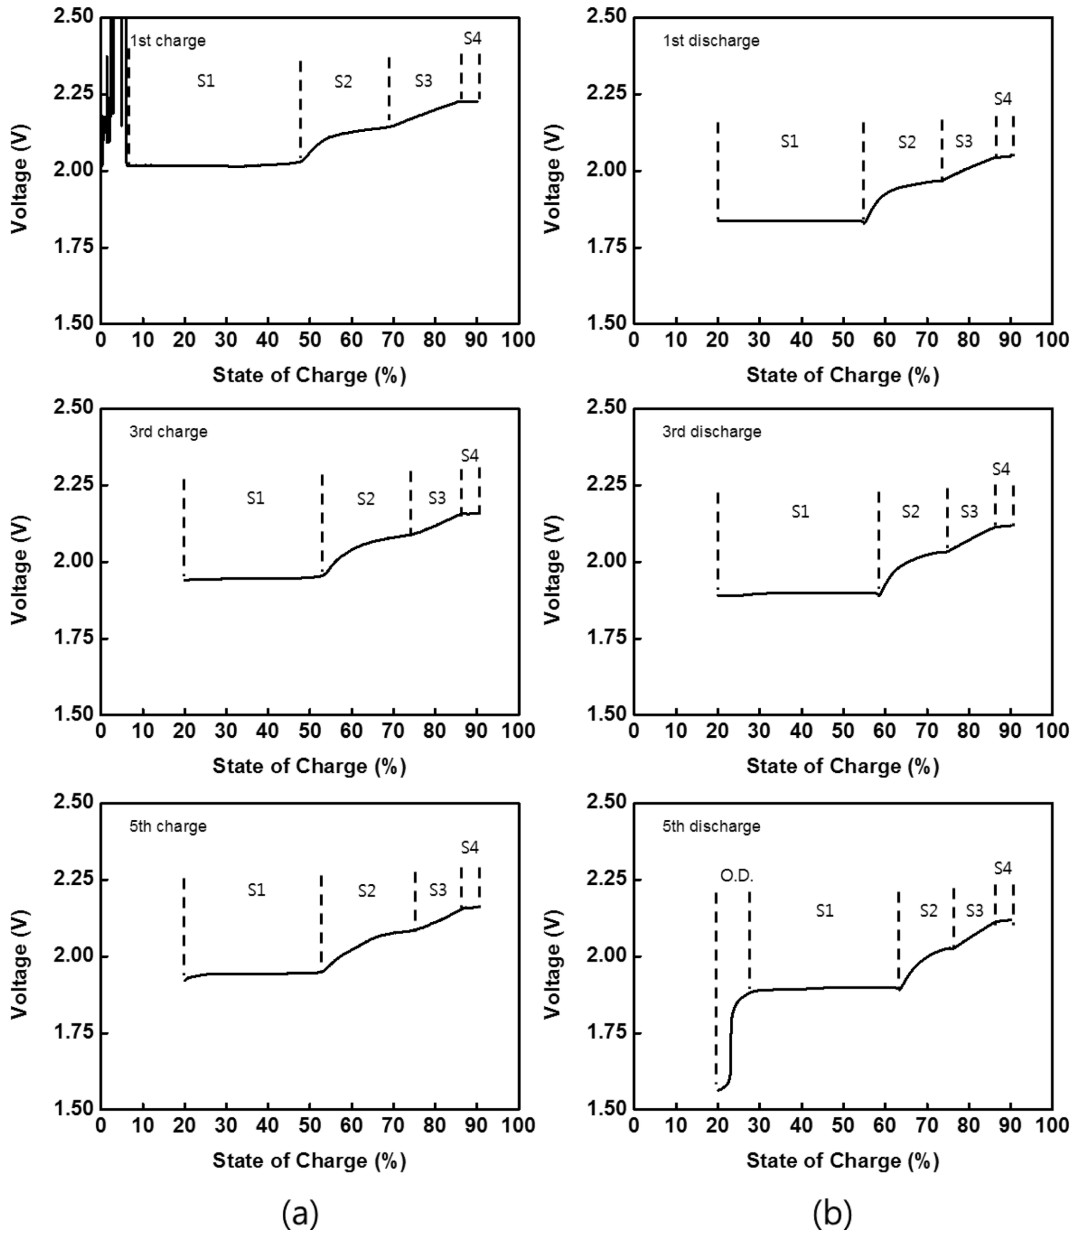 2.50
2.25
2.00
1.75
1.50
Voltage (V)
1st charge
S1
S2
S3
S4
0 10 20 30 40 50 60 70 80 90 100
State of Charge (%)
2.50
2.25
2.00
1.75
1.50
Voltage (V)
1st discharge
S1
S2
S3
S4
0 10 20 30 40 50 60 70 80 90 100
State of Charge (%)
2.50
2.25
2.00
1.75
1.50
Voltage (V)
3rd charge
S1
S2
S3
S4
0 10 20 30 40 50 60 70 80 90 100
State of Charge (%)
2.50
2.25
2.00
1.75
1.50
Voltage (V)
3rd discharge
S1
S2
S3
S4
0 10 20 30 40 50 60 70 80 90 100
State of Charge (%)
2.50
2.25
2.00
1.75
1.50
Voltage (V)
5th charge
S1
S2
S3
S4
0 10 20 30 40 50 60 70 80 90 100
State of Charge (%)
2.50
2.25
2.00
1.75
1.50
Voltage (V)
5th discharge
O.D.
S1
S2
S3
S4
0 10 20 30 40 50 60 70 80 90 100
State of Charge (%)
(a)
(b)